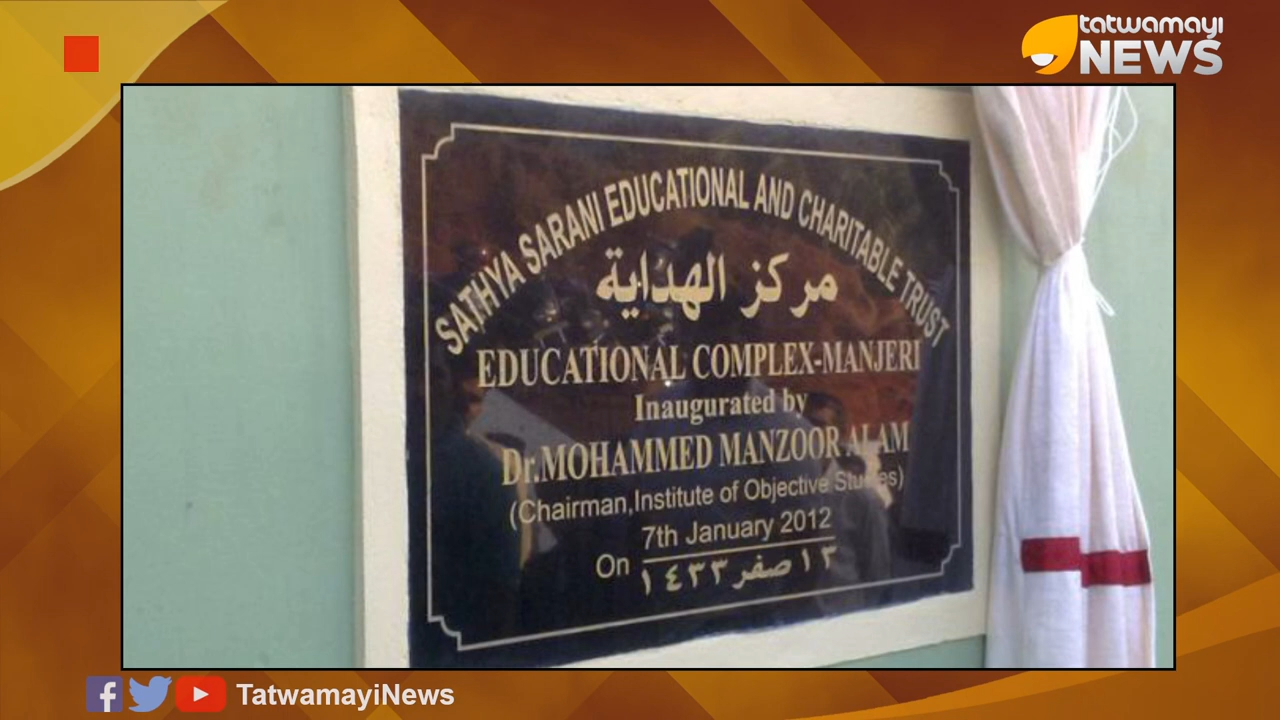 tatwamayi
NEWS
SATHYA SARANI EDUCATIONAL AND CHARITABLE TRUST
مركز الهداية
EDUCATIONAL COMPLEX-MANJERI
Inaugurated by
Dr.MOHAMMED MANZOOR ALAM
(Chairman,Institute of Objective Studies)
On 7th January 2012
١٣ صفر ١٤٣٣
TatwamayiNews